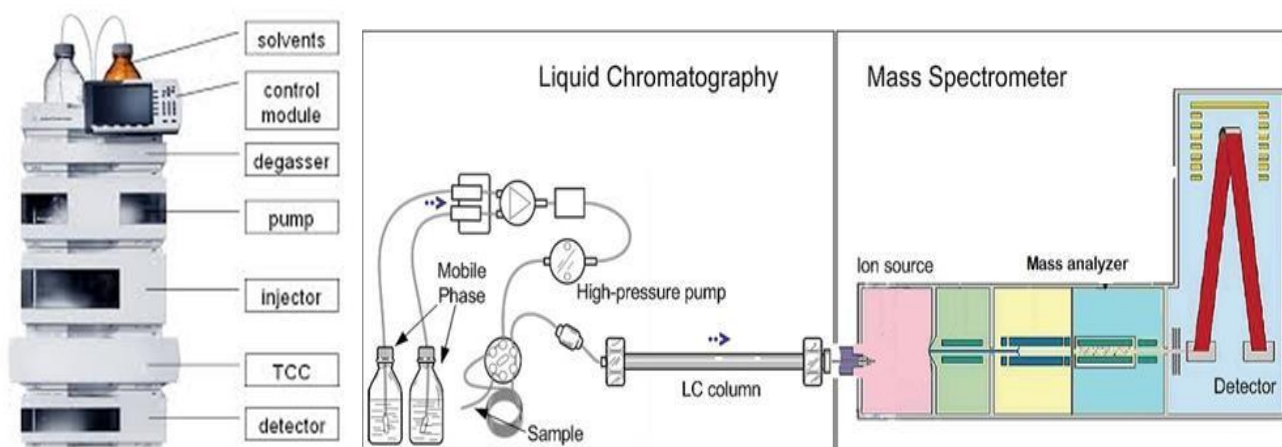 solvents
control
module
degasser
pump
injector
TCC
detector
Liquid Chromatography
Mobile
Phase
High-pressure pump
LC column
Sample
Mass Spectrometer
Ion source
Mass analyzer
Detector